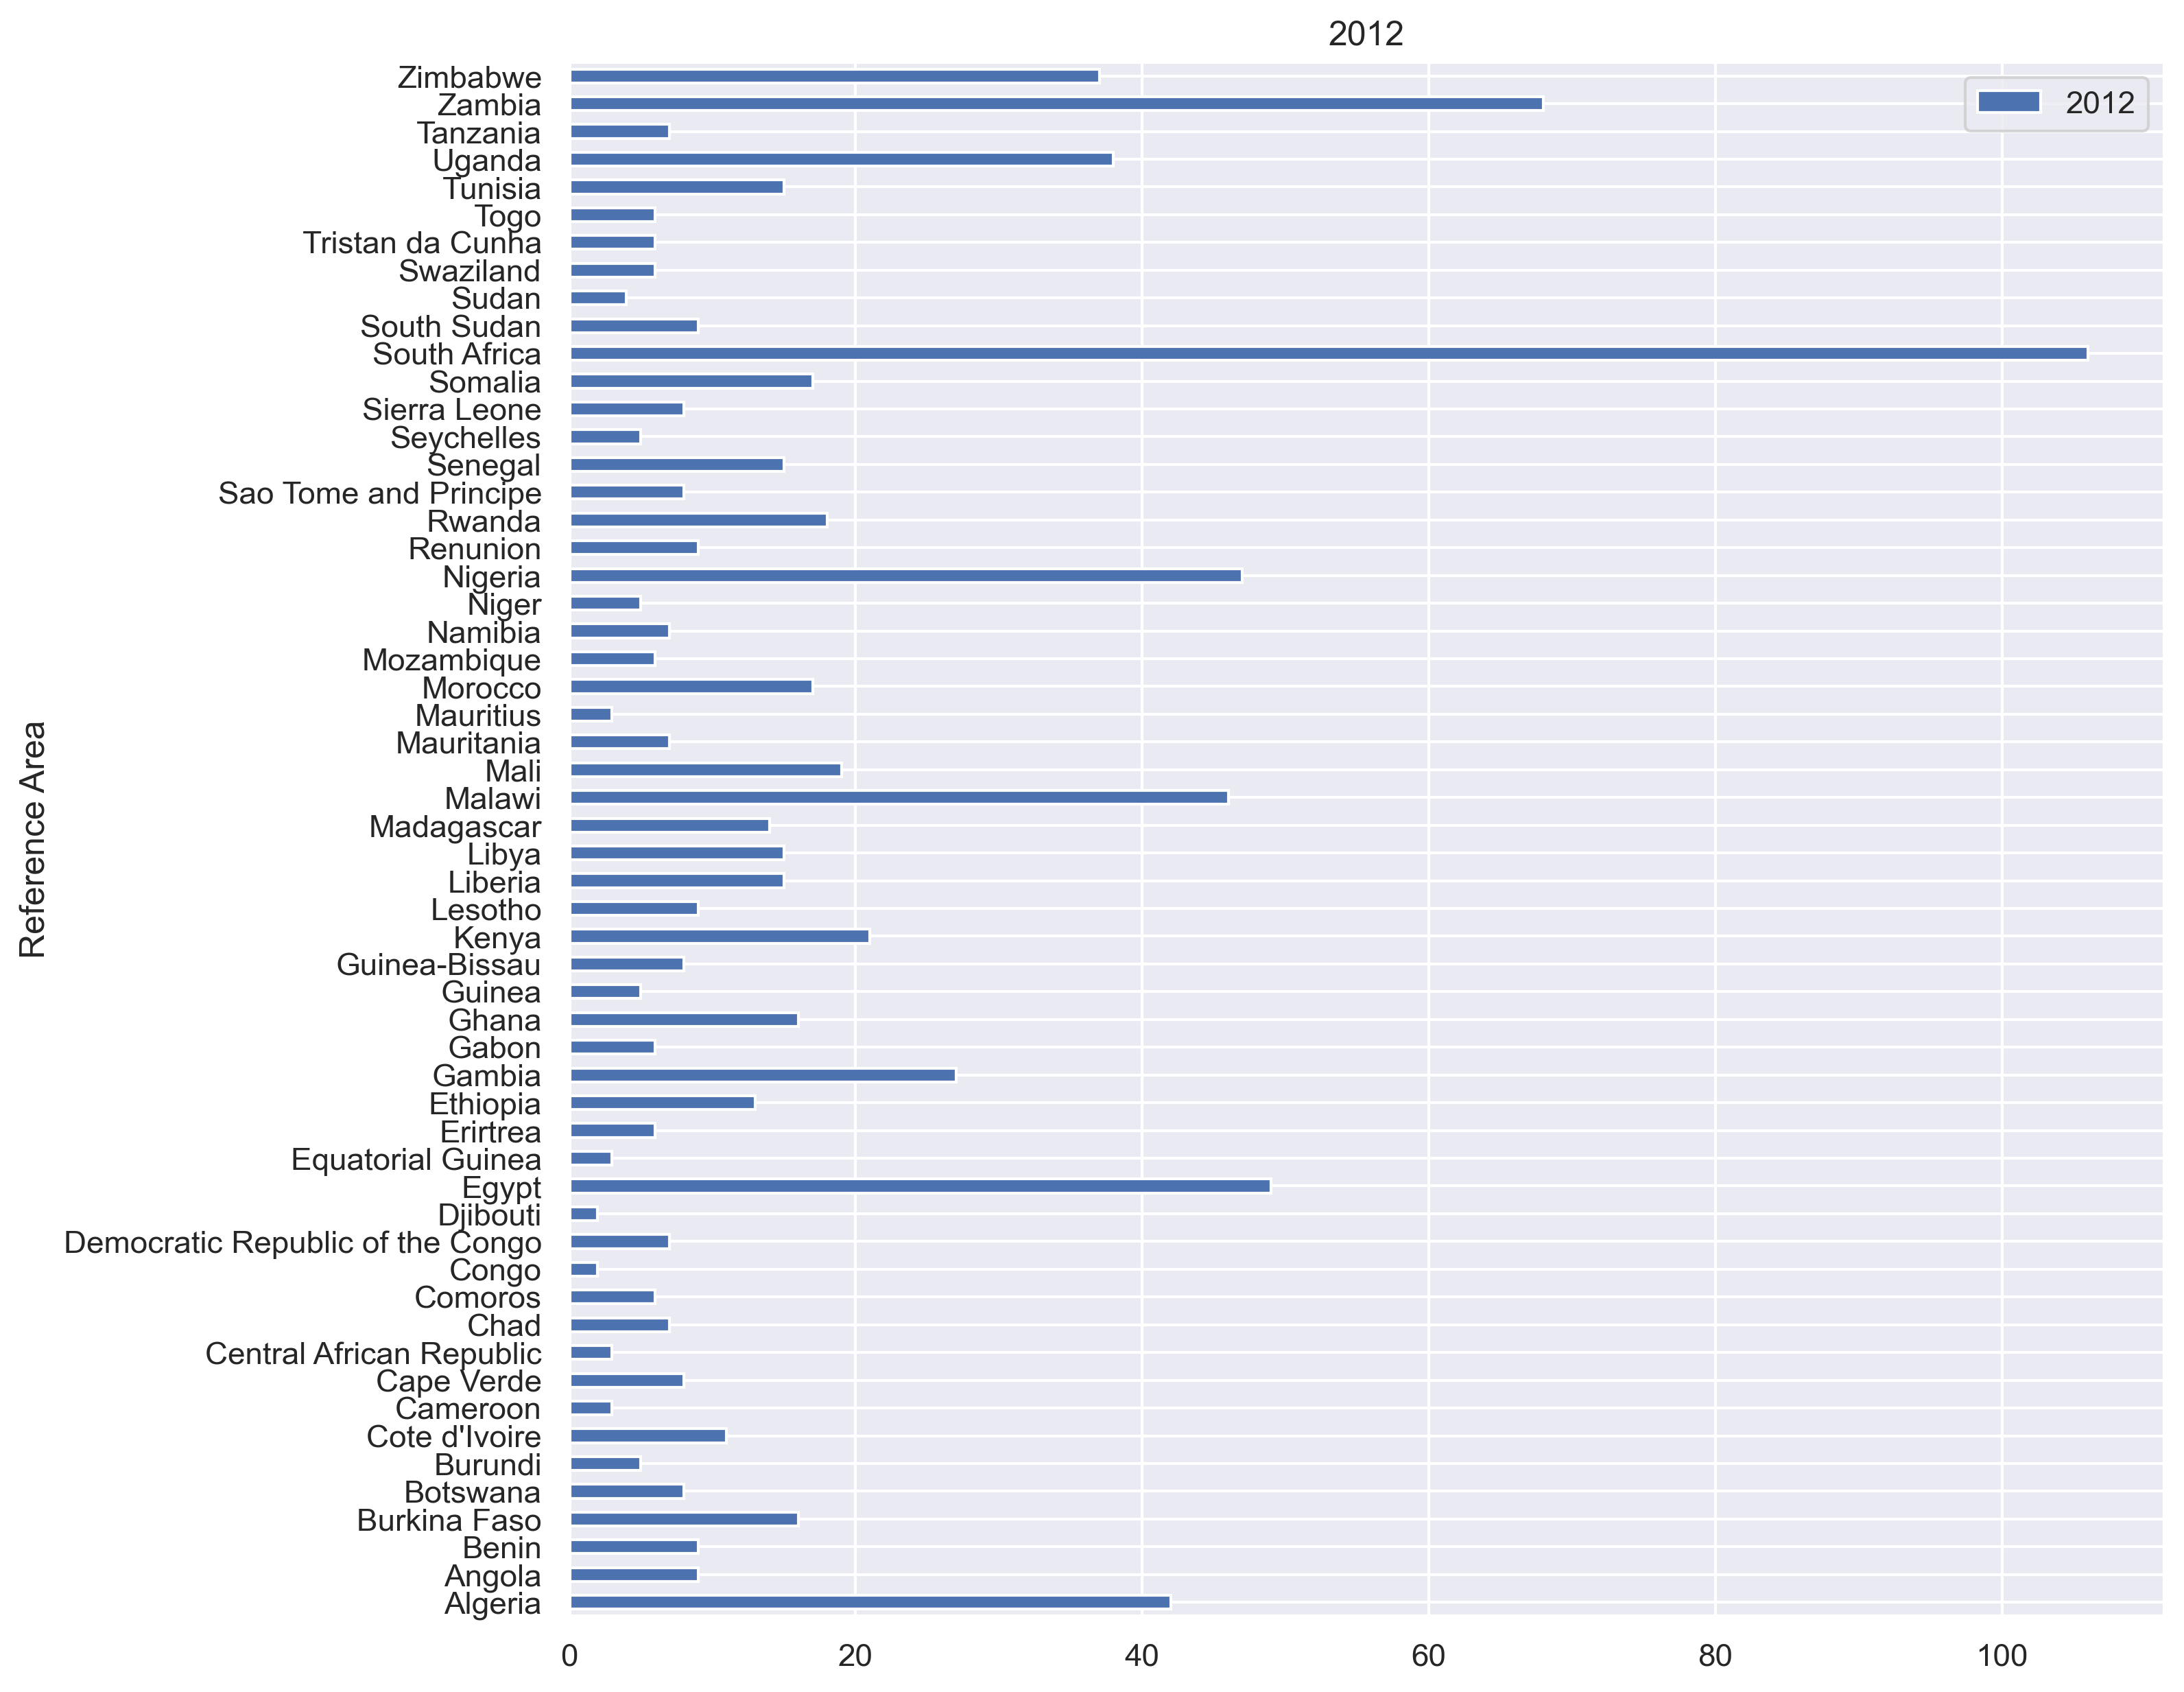 2012
2012
Zimbabwe
Zambia
Tanzania
Uganda
Tunisia
Togo
Tristan da Cunha
Swaziland
Sudan
South Sudan
South Africa
Somalia
Sierra Leone
Seychelles
Senegal
Sao Tome and Principe
Rwanda
Renunion
Nigeria
Niger
Namibia
Mozambique
Morocco
Mauritius
Mauritania
Mali
Malawi
Madagascar
Libya
Liberia
Lesotho
Kenya
Guinea-Bissau
Guinea
Ghana
Gabon
Gambia
Ethiopia
Erirtrea
Equatorial Guinea
Egypt
Djibouti
Democratic Republic of the Congo
Congo
Comoros
Chad
Central African Republic
Cape Verde
Cameroon
Cote d'Ivoire
Burundi
Botswana
Burkina Faso
Benin
Angola
Algeria
Reference Area
0 20 40 60 80 100